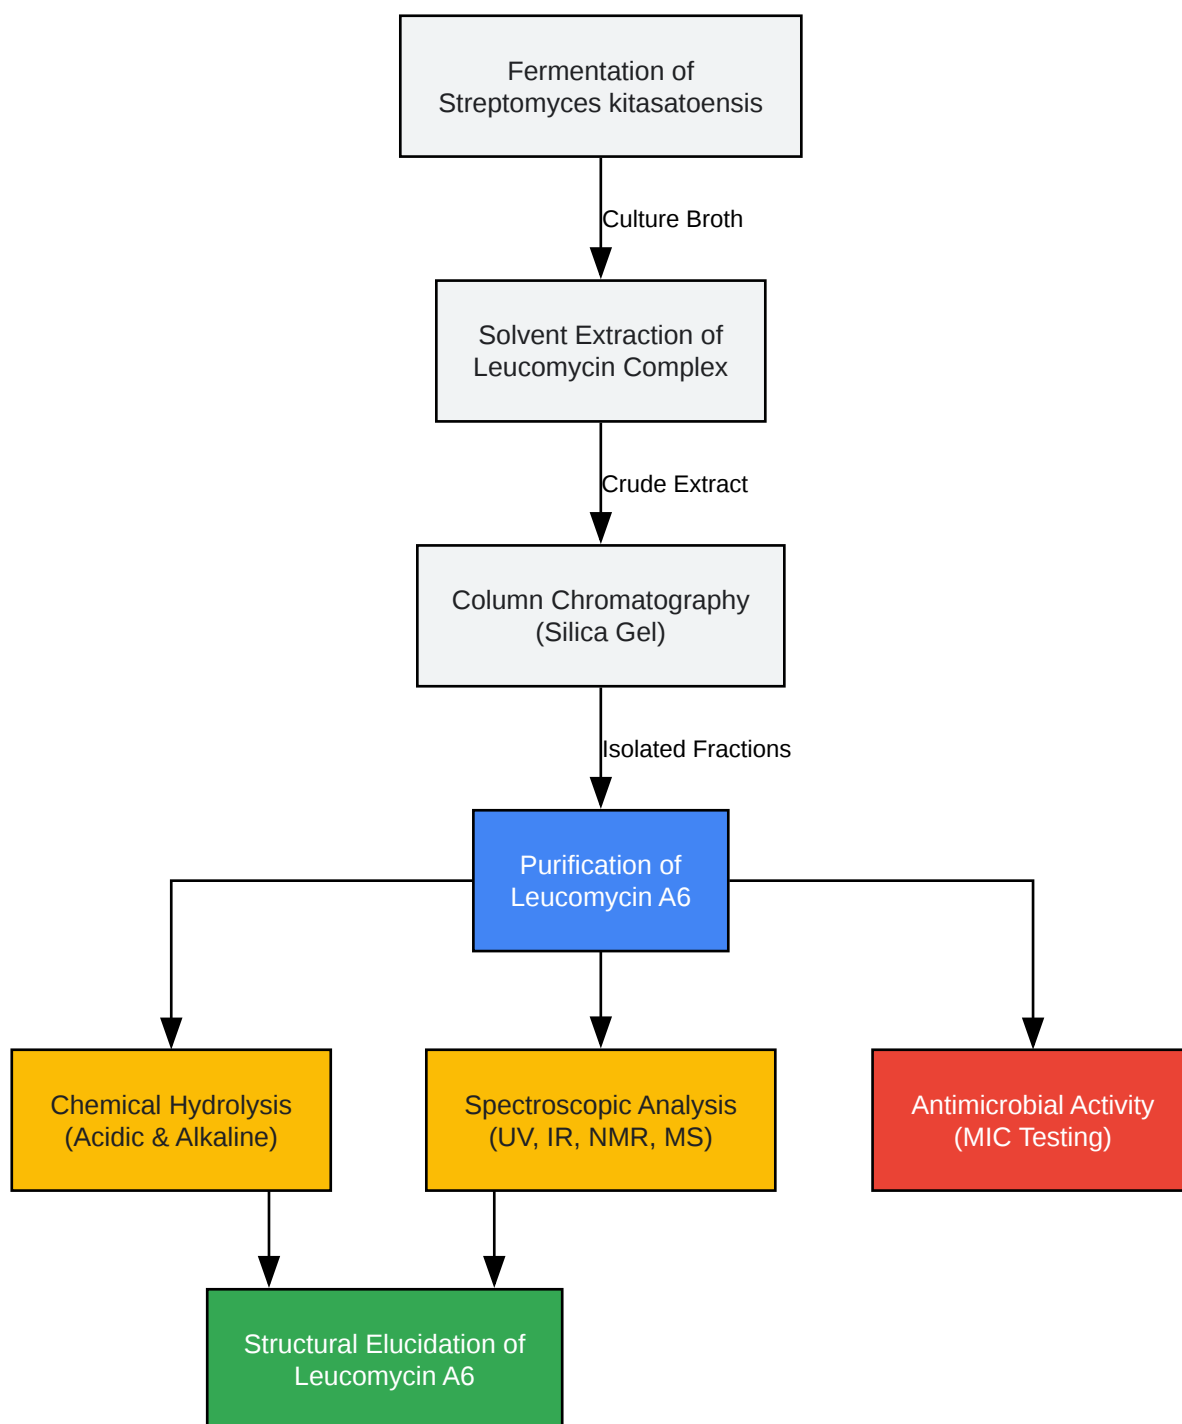 Fermentation of
Streptomyces kitasatoensis
Culture Broth
Solvent Extraction of
Leucomycin Complex
Crude Extract
Column Chromatography
(Silica Gel)
Isolated Fractions
Purification of
Leucomycin A6
Chemical Hydrolysis
(Acidic & Alkaline)
Spectroscopic Analysis
(UV, IR, NMR, MS)
Antimicrobial Activity
(MIC Testing)
Structural Elucidation of
Leucomycin A6